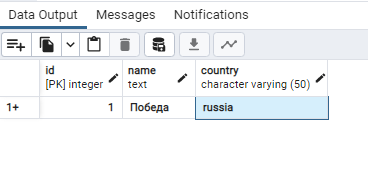 Data Output Messages Notifications
id name country
[PK] integer text character varying (50)
1+ 1 Победа russia